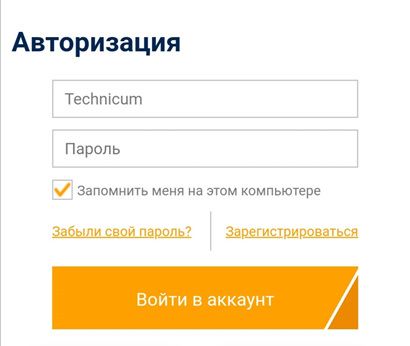 Авторизация
Technicum
Пароль
Запомнить меня на этом компьютере
Забыли свой пароль?
Зарегистрироваться
Войти в аккаунт